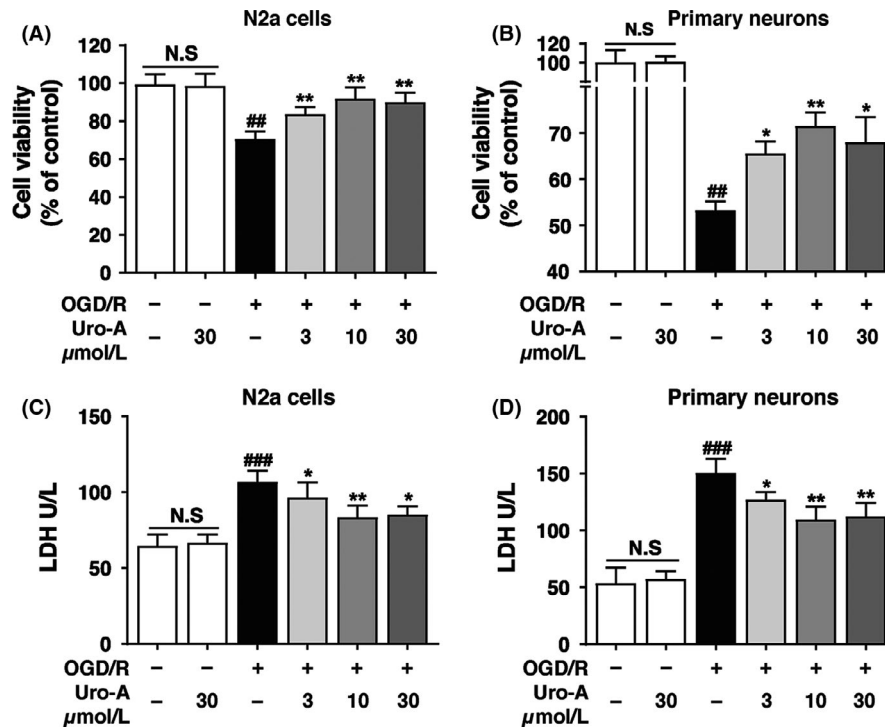 (A)
N2a cells
Cell viability
(% of control)
120
100
80
60
40
20
0
N.S
##
**
**
**
OGD/R – – + + + +
Uro-A
µmol/L
– 30 – 3 10 30
(B)
Primary neurons
Cell viability
(% of control)
120
100
70
60
50
40
N.S
##
*
**
*
OGD/R – – + + + +
Uro-A
µmol/L
– 30 – 3 10 30
(C)
N2a cells
LDH U/L
150
100
50
0
N.S
###
*
**
*
OGD/R – – + + + +
Uro-A
µmol/L
– 30 – 3 10 30
(D)
Primary neurons
LDH U/L
200
150
100
50
0
N.S
###
*
**
**
OGD/R – – + + + +
Uro-A
µmol/L
– 30 – 3 10 30